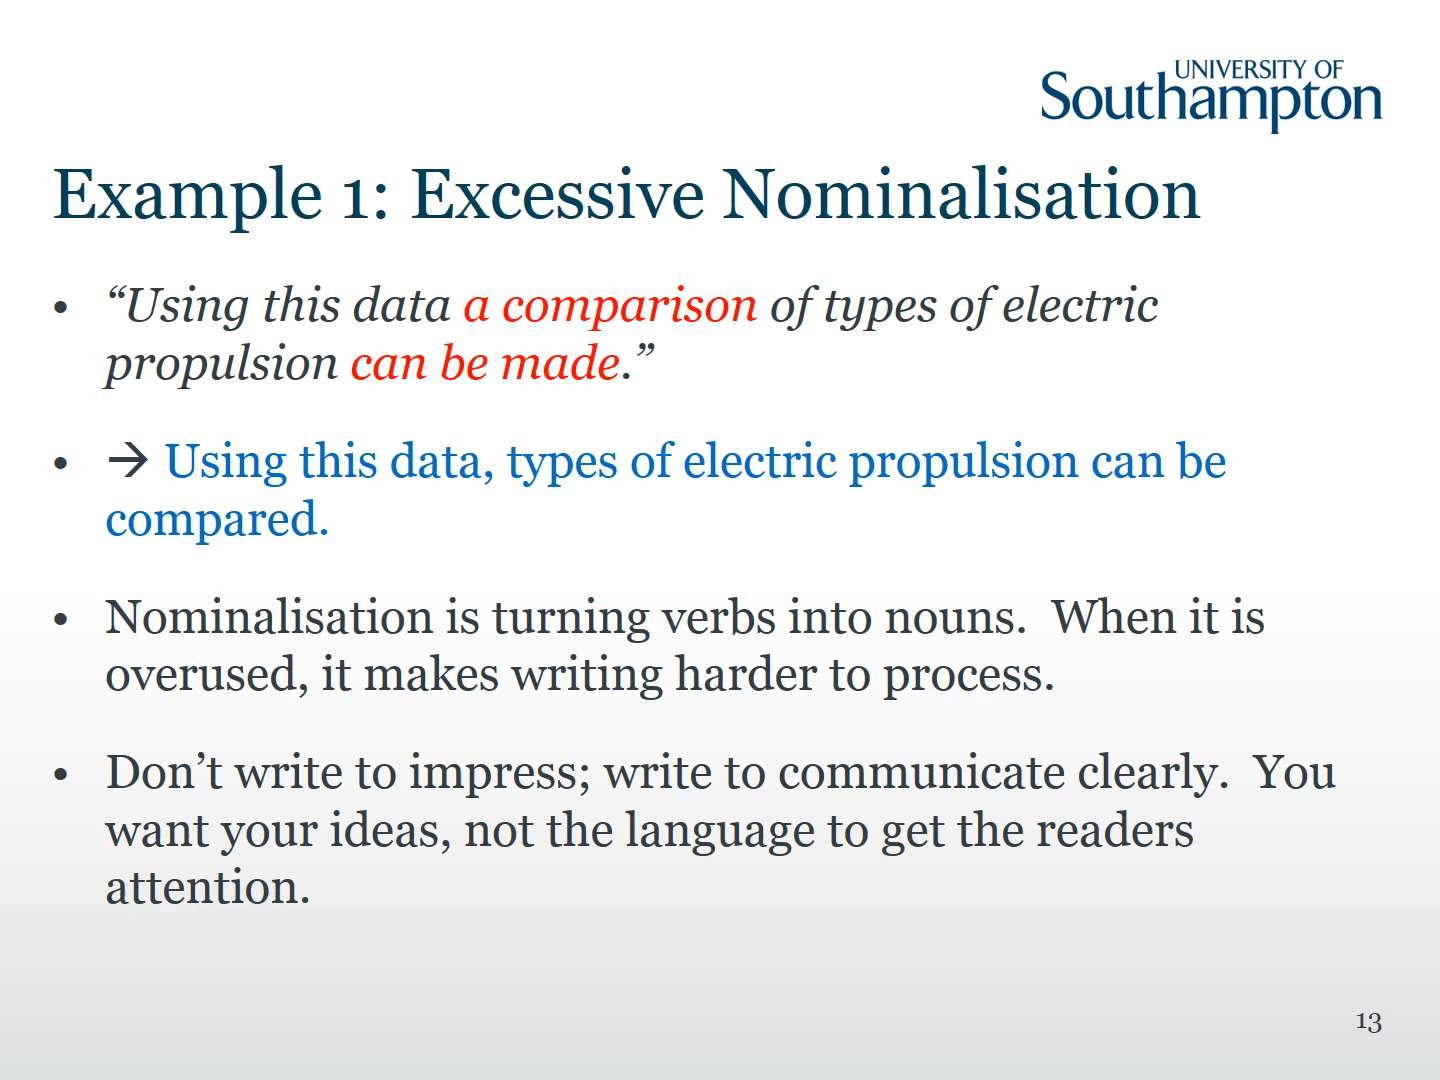 UNIVERSITY OF
Southampton
Example 1: Excessive Nominalisation
• “Using this data a comparison of types of electric
propulsion can be made.”
• → Using this data, types of electric propulsion can be
compared.
• Nominalisation is turning verbs into nouns.  When it is
overused, it makes writing harder to process.
• Don’t write to impress; write to communicate clearly.  You
want your ideas, not the language to get the readers
attention.
13